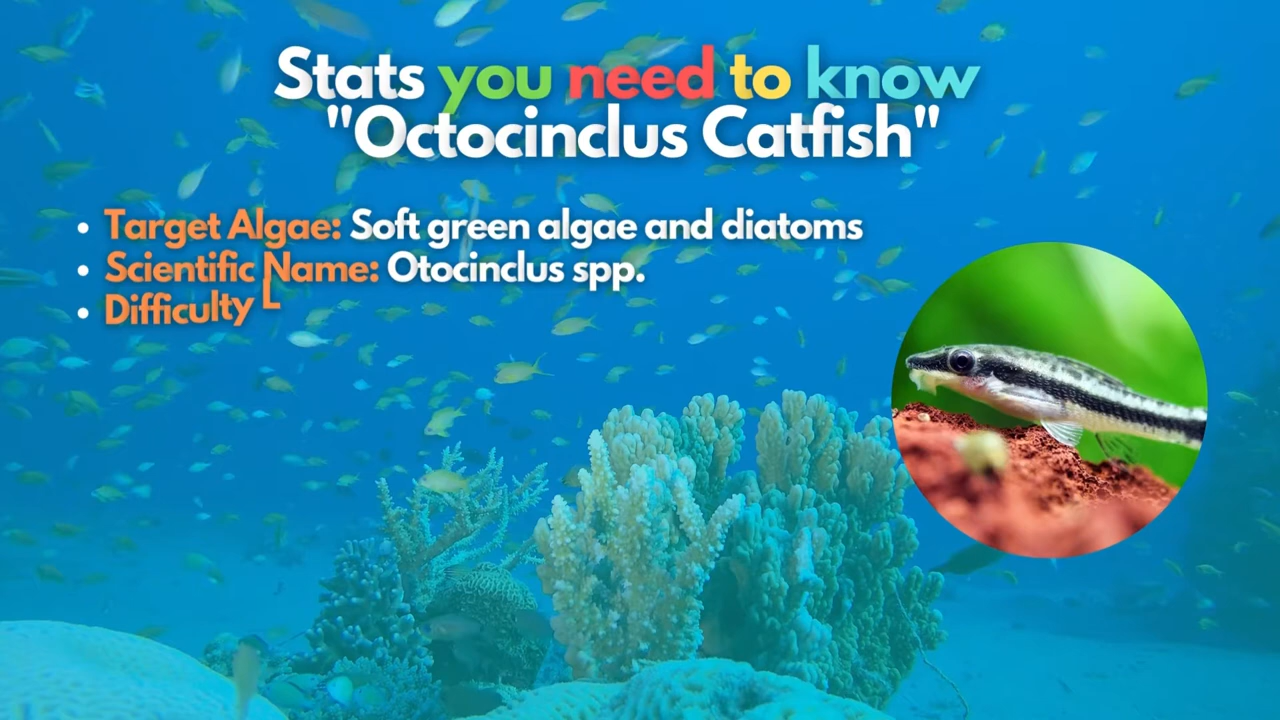 Stats you need to know
"Octocinclus Catfish"
• Target Algae: Soft green algae and diatoms
• Scientific Name: Otocinclus spp.
• Difficulty L